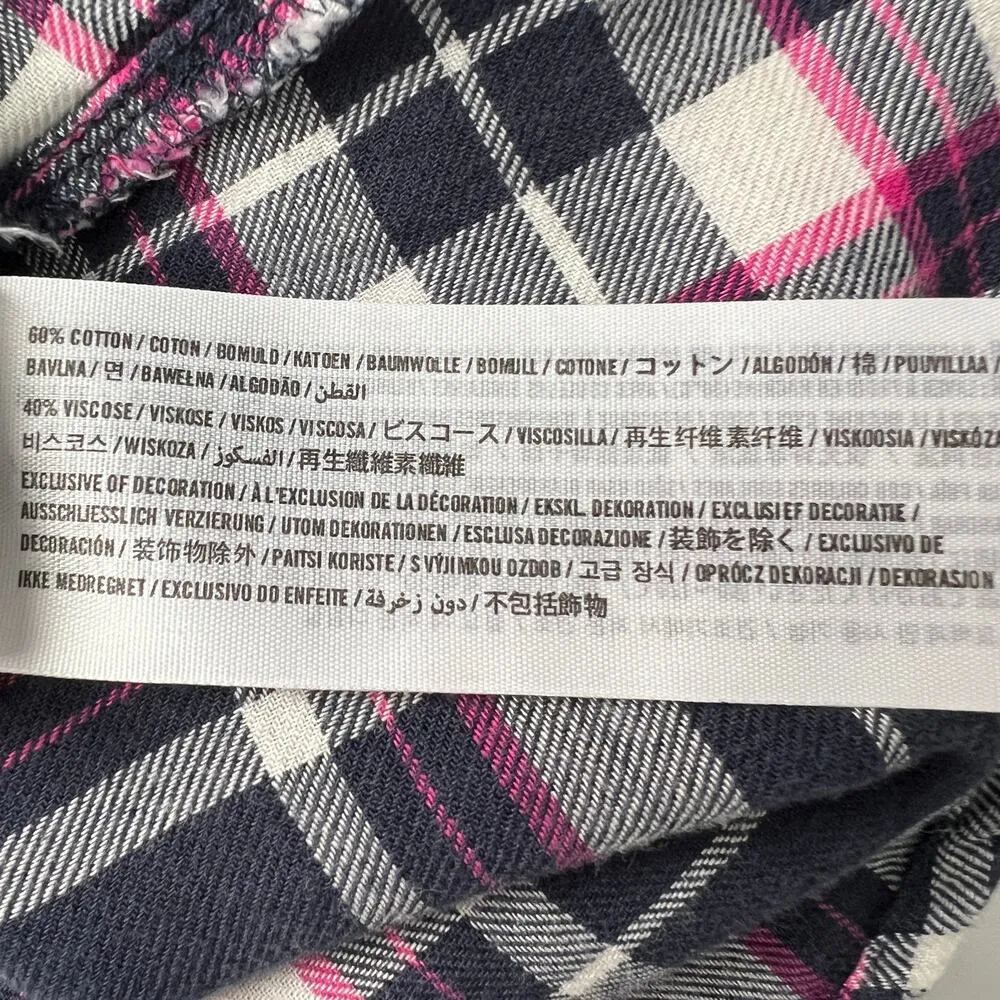 60% COTTON / COTON / BOMULD / KATOEN / BAUMWOLLE / BOMULL / COTONE / コットン / ALGODÓN / 棉 / POUVILLAA /
BAVLNA / 면 / BAWEŁNA / ALGODÃO / القطن
40% VISCOSE / VISKOSE / VISKOS / VISCOSA / ビスコース / VISCOSILLA / 再生纤维素纤维 / VISKOOSIA / VISKÓZA
비스코스 / WISKOZA / الفسكوز / 再生纖維素纖維
EXCLUSIVE OF DECORATION / À L'EXCLUSION DE LA DÉCORATION / EKSKL. DEKORATION / EXCLUSIEF DECORATIE /
AUSSCHLIESSLICH VERZIERUNG / UTOM DEKORATIONEN / ESCLUSA DECORAZIONE / 装飾を除く / EXCLUSIVO DE
DECORACIÓN / 装饰物除外 / PAITSI KORISTE / S VÝJIMKOU OZDOB / 고급 장식 / OPRÓCZ DEKORACJI / DEKORASJON
IKKE MEDREGNET / EXCLUSIVO DO ENFEITE / دون زخرفة / 不包括飾物